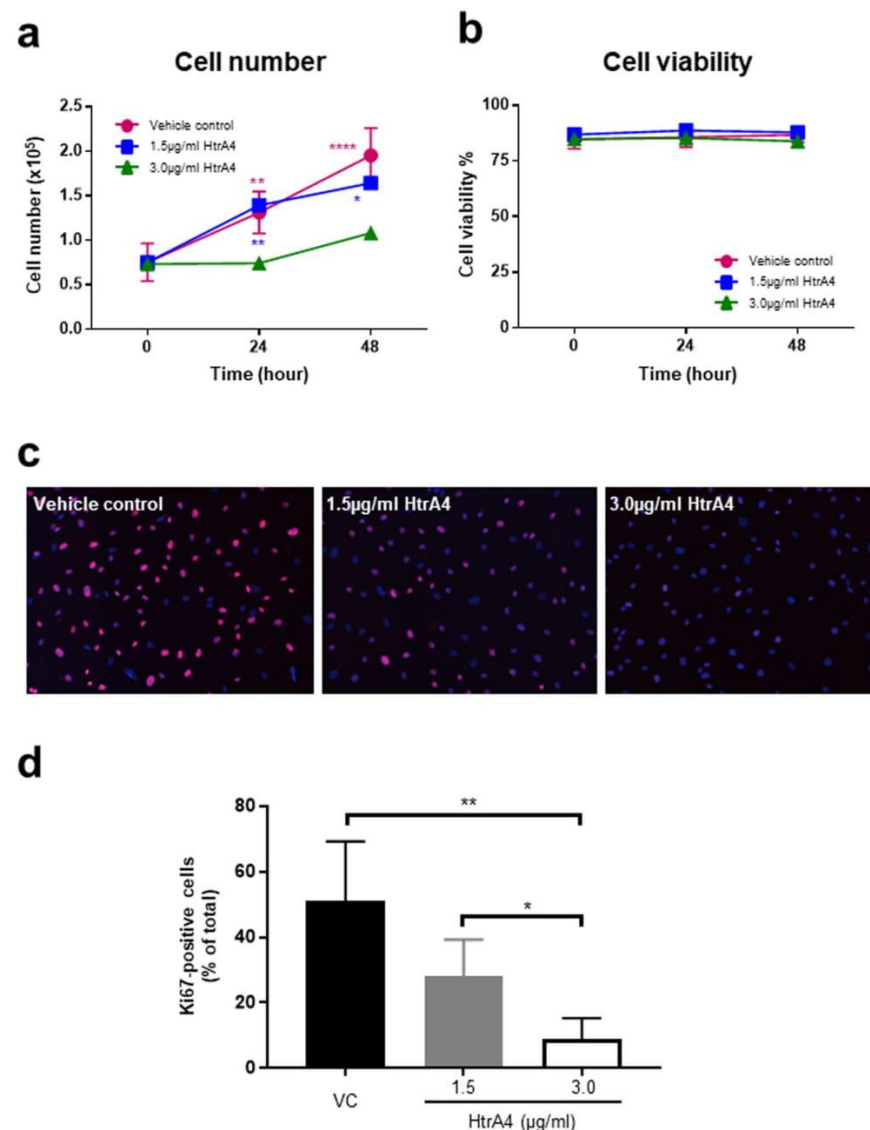 a
Cell number
2.5
2.0
1.5
1.0
0.5
0.0
Cell number (x10⁵)
Vehicle control
1.5µg/ml HtrA4
3.0µg/ml HtrA4
**
**
****
*
0 24 48
Time (hour)
b
Cell viability
100
75
50
25
0
Cell viability %
Vehicle control
1.5µg/ml HtrA4
3.0µg/ml HtrA4
0 24 48
Time (hour)
c
Vehicle control
1.5µg/ml HtrA4
3.0µg/ml HtrA4
d
80
60
40
20
0
Ki67-positive cells
(% of total)
**
*
VC
1.5 3.0
HtrA4 (µg/ml)